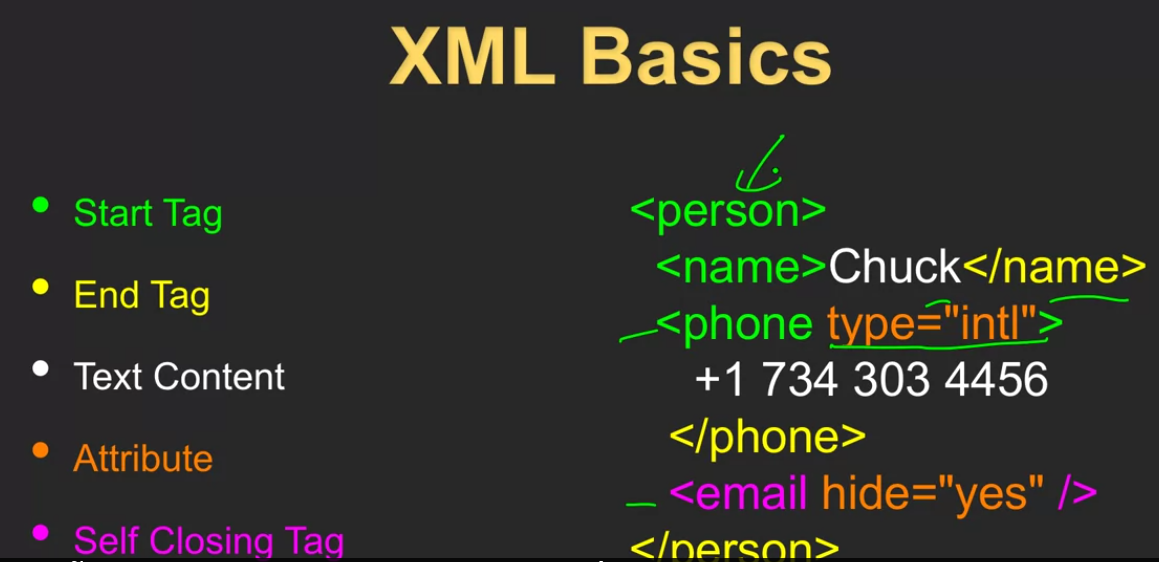 XML Basics
Start Tag
End Tag
Text Content
Attribute
Self Closing Tag
<person>
<name>Chuck</name>
<phone type="intl">
+1 734 303 4456
</phone>
<email hide="yes" />
</person>